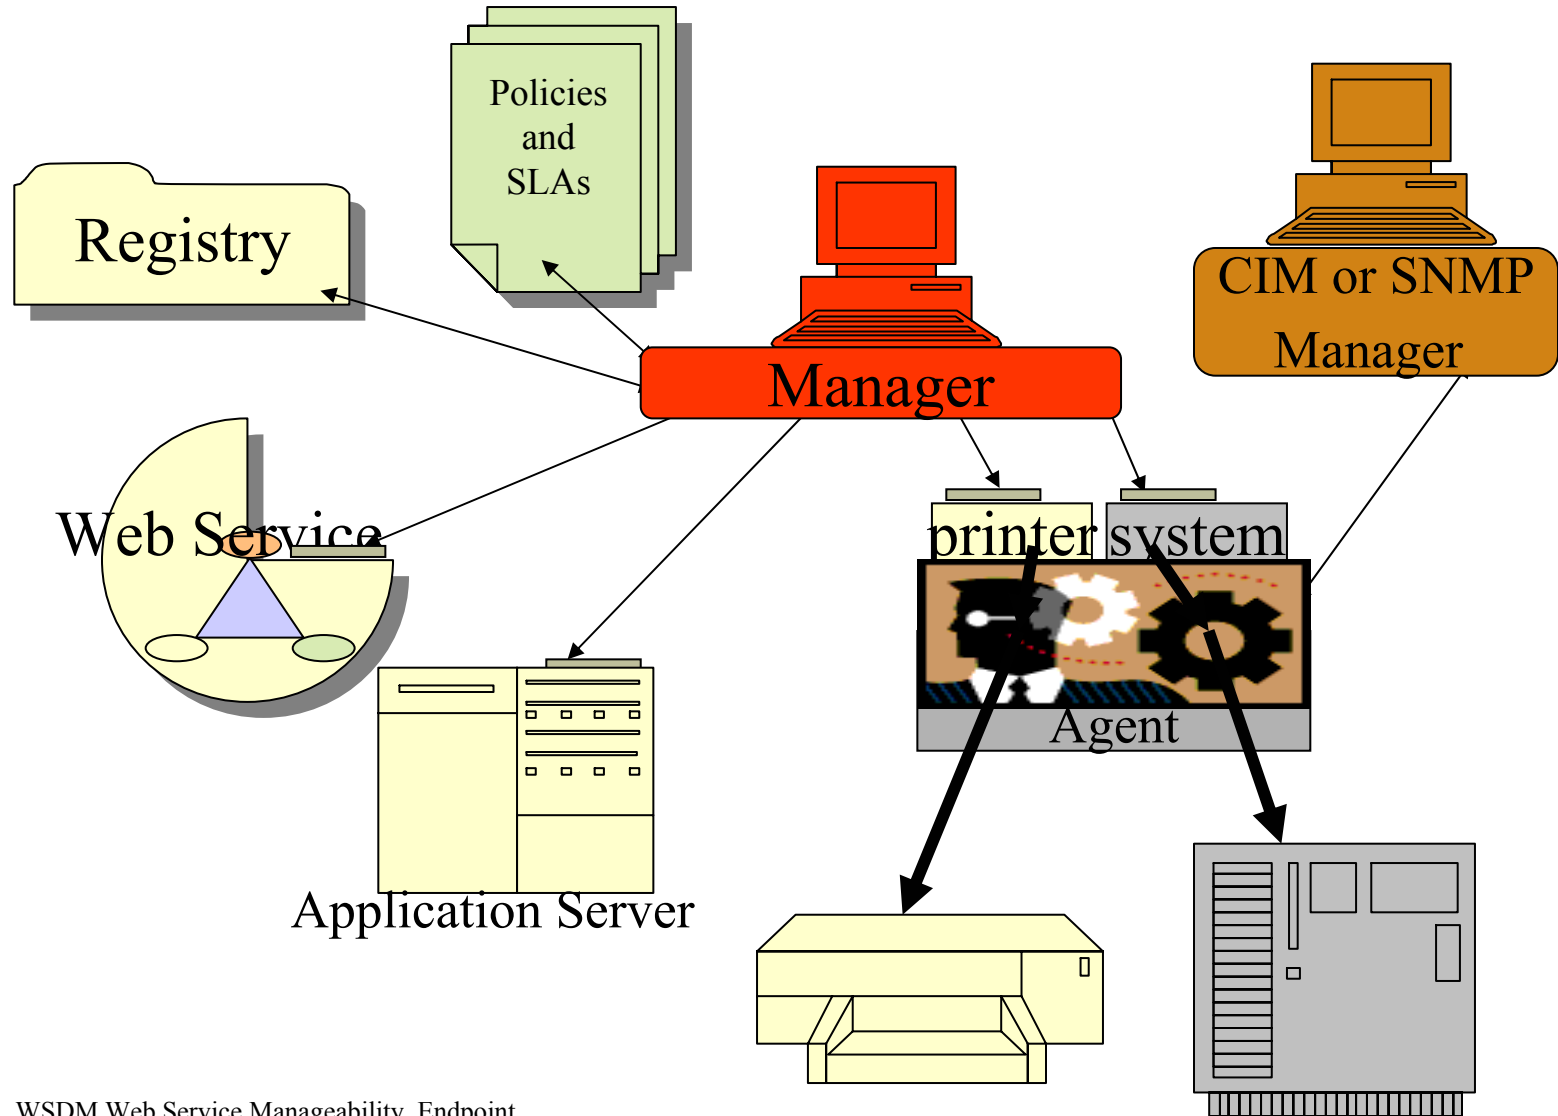 Policies
and
SLAs
Registry
CIM or SNMP
Manager
Manager
Web Service
printer
system
Agent
Application Server
WSDM Web Service Manageability Endpoint